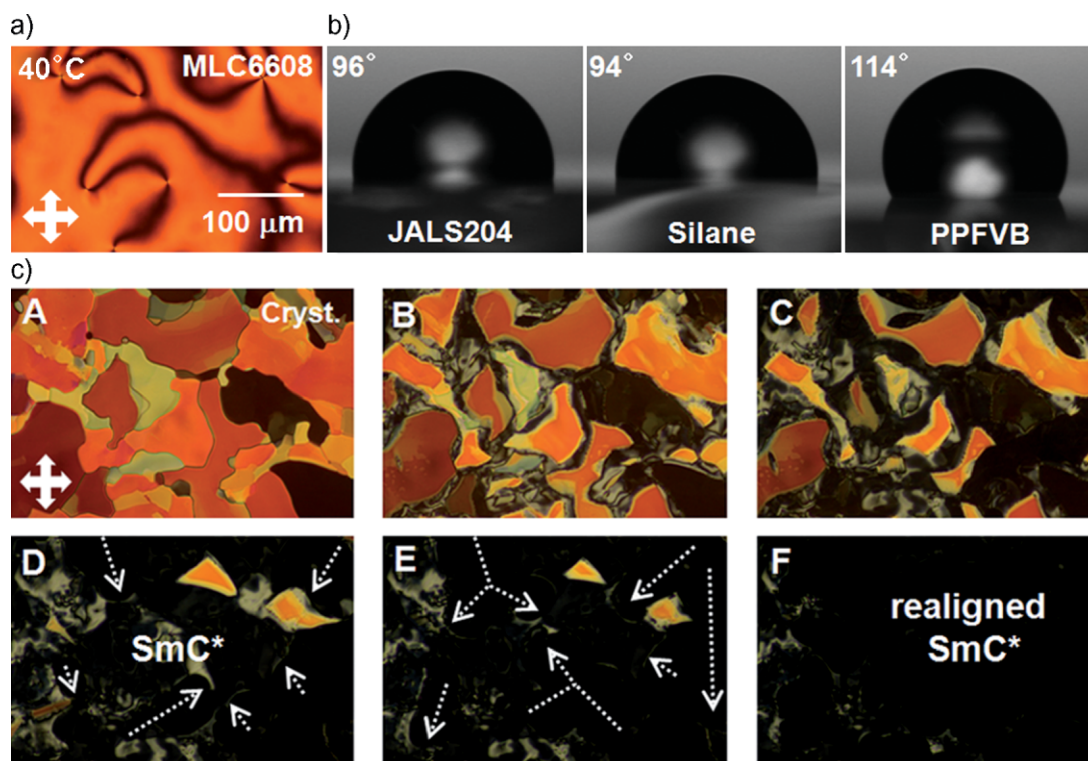 a)
b)
40°C
MLC6608
100 μm
96°
JALS204
94°
Silane
114°
PPFVB
c)
A
Cryst.
B
C
D
SmC*
E
F
realigned
SmC*